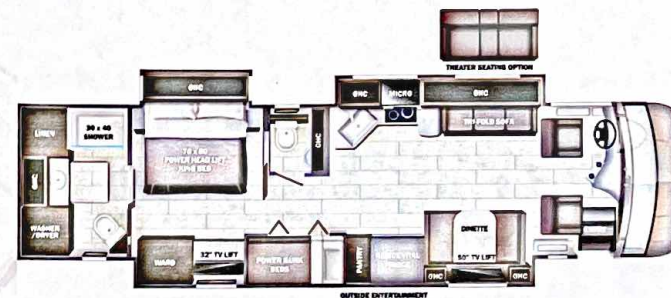 THEATER SEATING OPTION
OHC
OHC
MICRO
OHC
LINEN
30 x 40
SHOWER
TRI-FOLD SOFA
OHC
POWER HEAD LIFT
KING BED
OHC
WASHER
/DRYER
DINETTE
WARD
32" TV LIFT
POWER BUNK
BEDS
PANTRY
RESIDENTIAL
50" TV LIFT
OHC
OHC
OUTSIDE ENTERTAINMENT